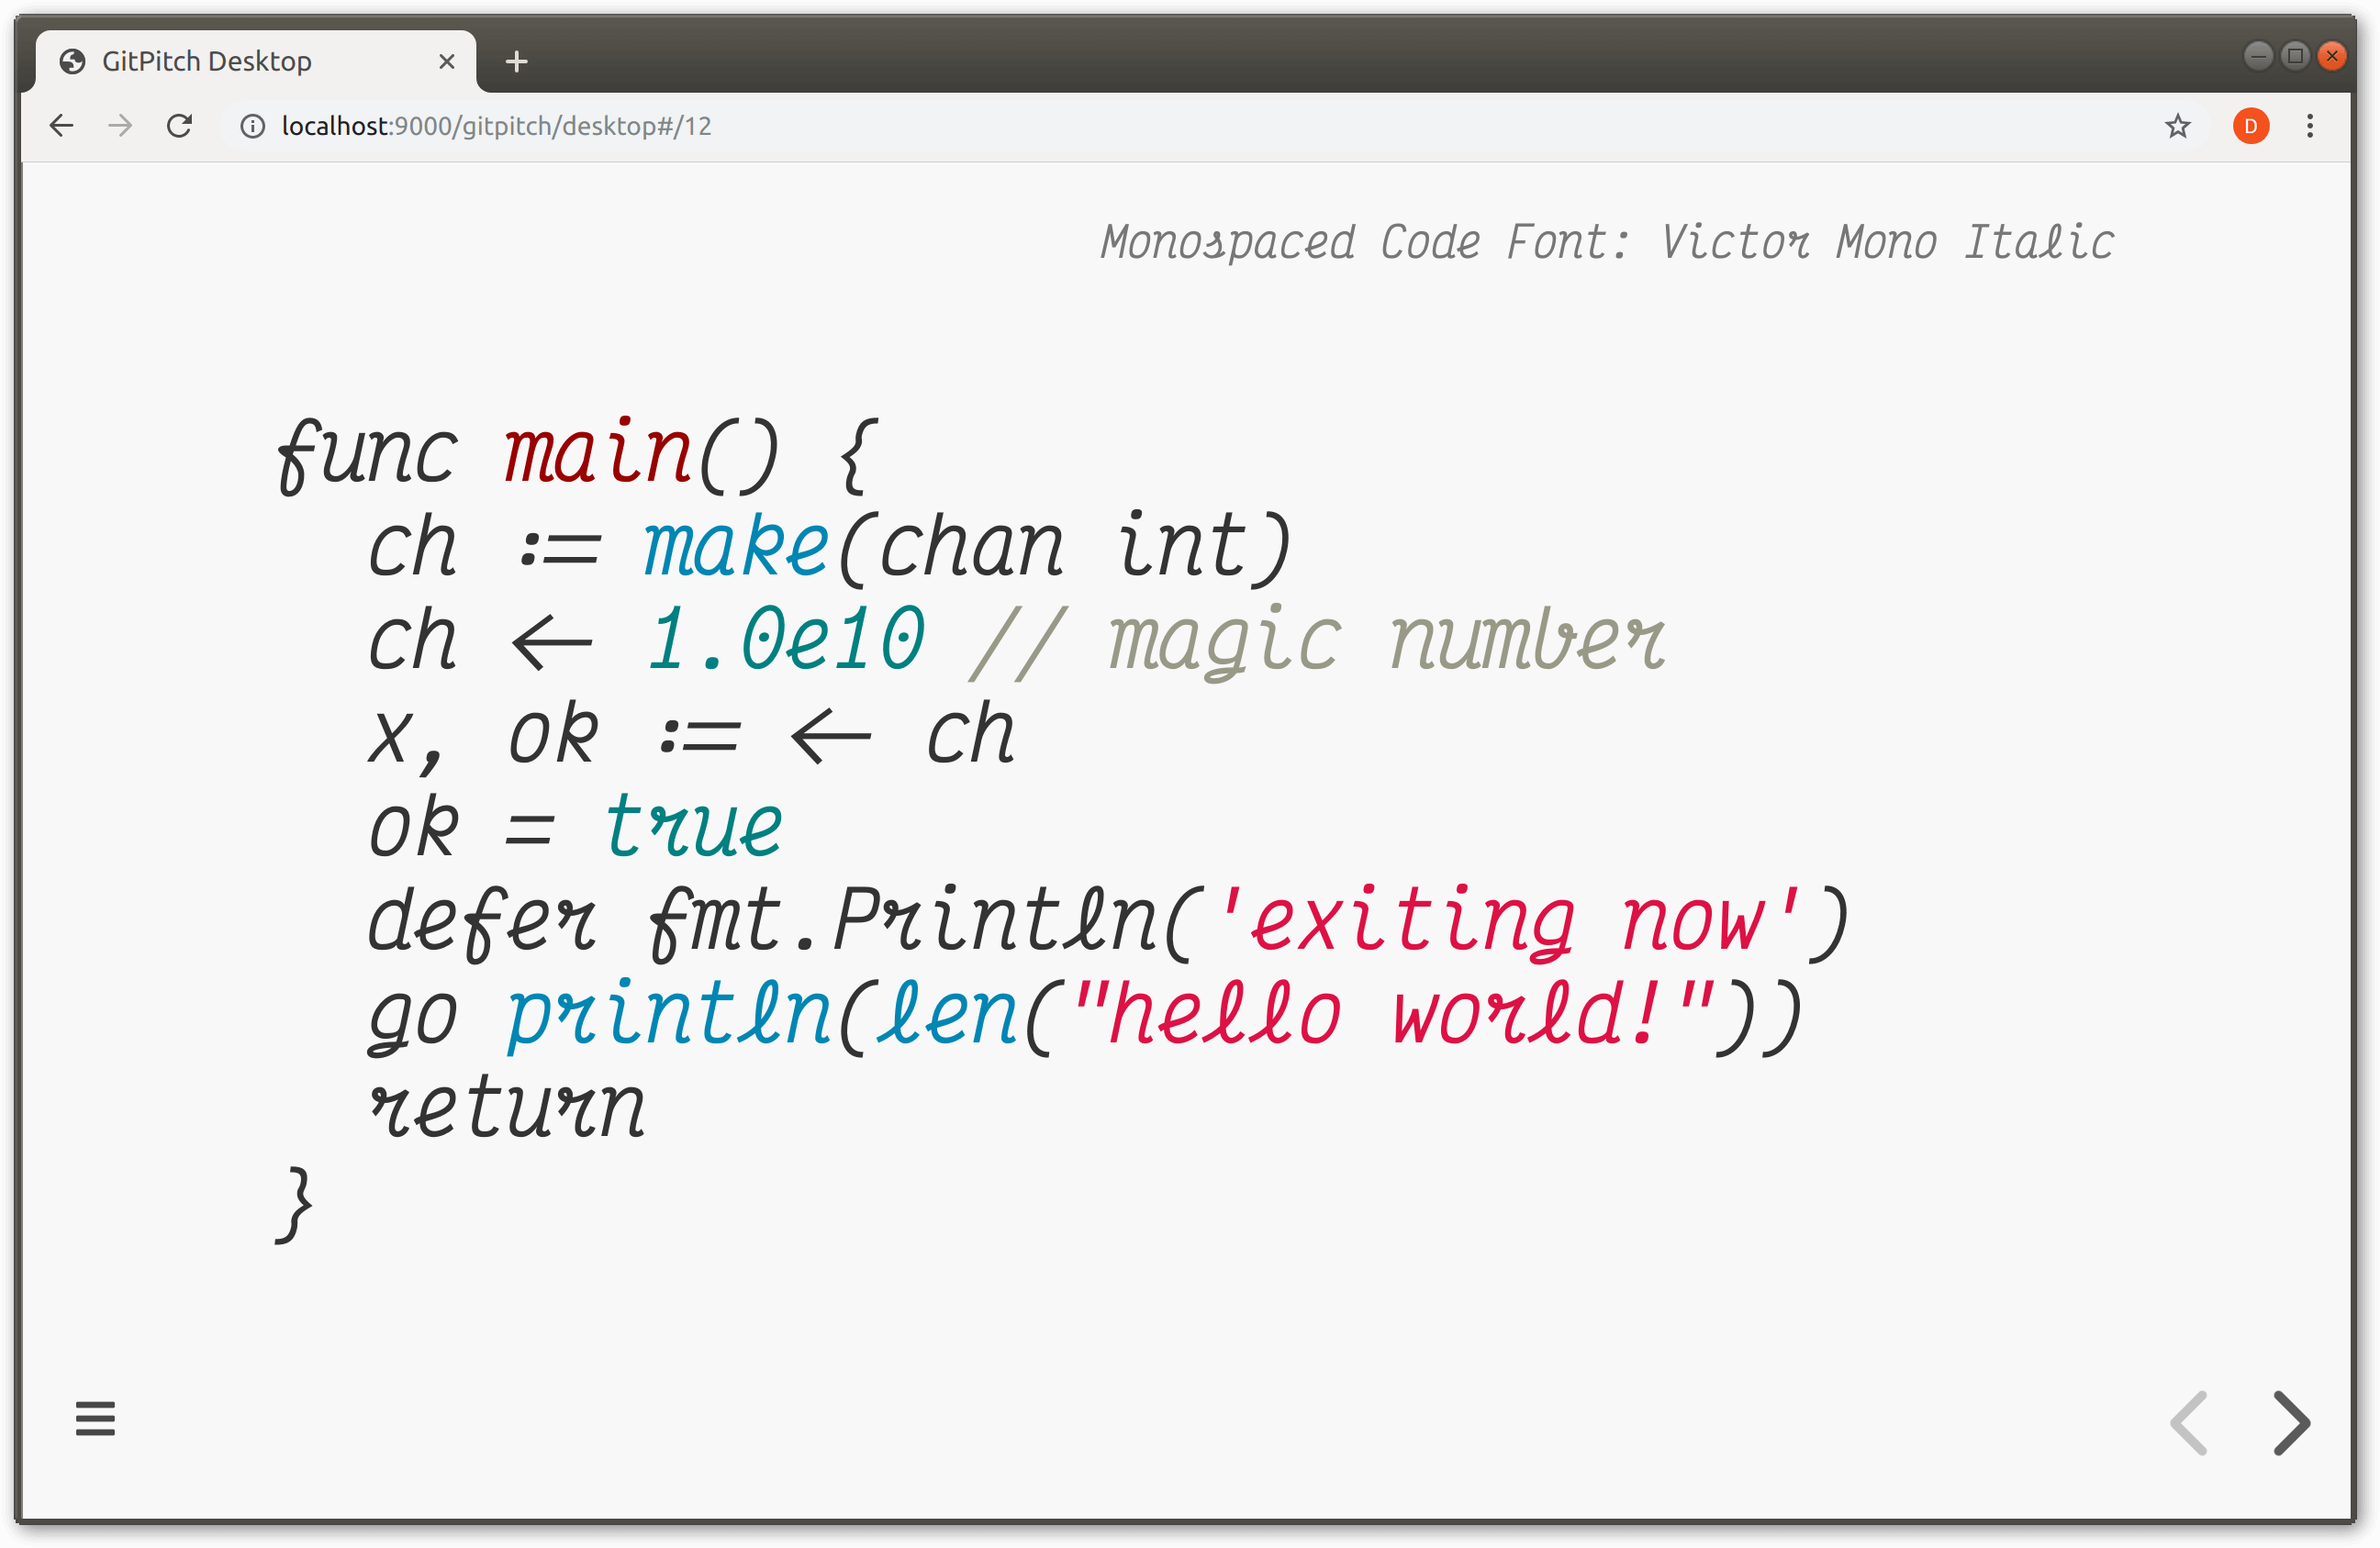 GitPitch Desktop
localhost:9000/gitpitch/desktop#/12
D
Monospaced Code Font: Victor Mono Italic
func main() {
  ch := make(chan int)
  ch <- 1.0e10 // magic number
  x, ok := <- ch
  ok = true
  defer fmt.Println('exiting now')
  go println(len("hello world!"))
  return
}